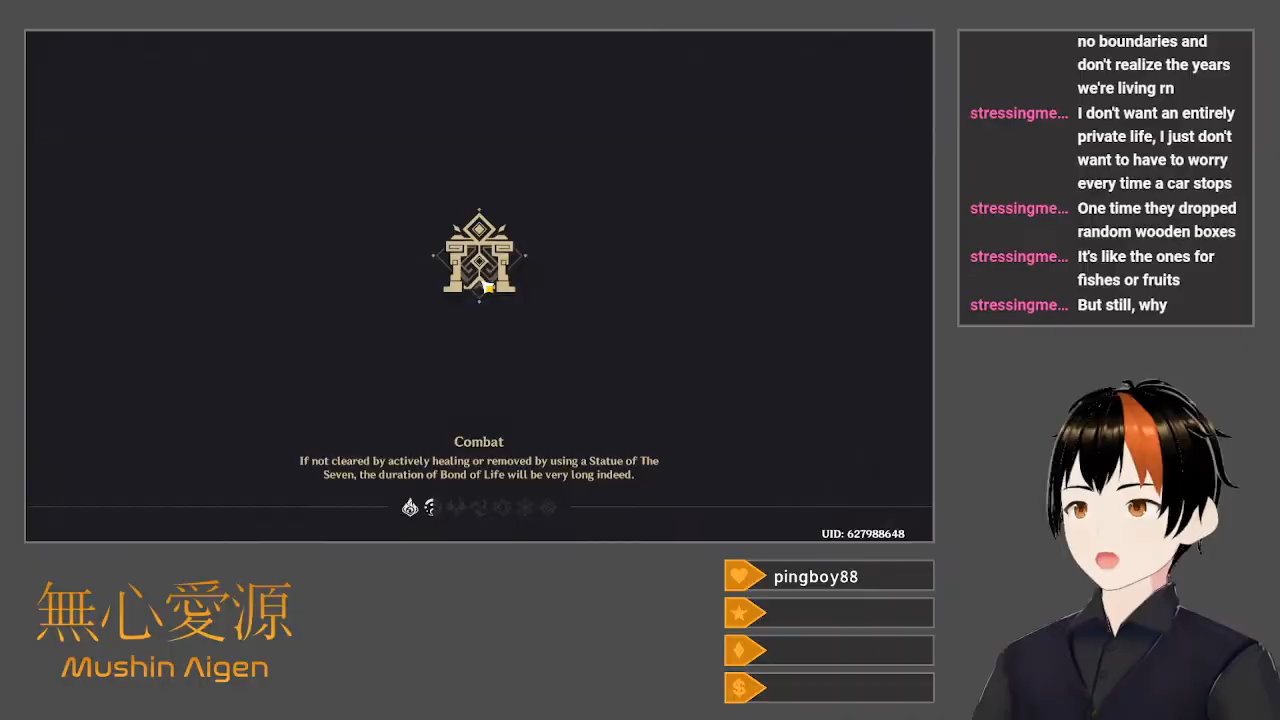 no boundaries and
don't realize the years
we're living rn
stressingme... I don't want an entirely
private life, I just don't
want to have to worry
every time a car stops
stressingme... One time they dropped
random wooden boxes
stressingme... It's like the ones for
fishes or fruits
stressingme... But still, why
Combat
If not cleared by actively healing or removed by using a Statue of The
Seven, the duration of Bond of Life will be very long indeed.
UID: 627988648
pingboy88
無心愛源
Mushin Aigen